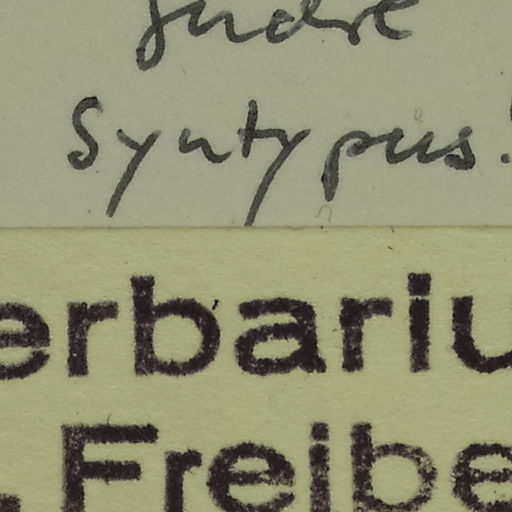 Syntypus!
erbariu
. Freibe